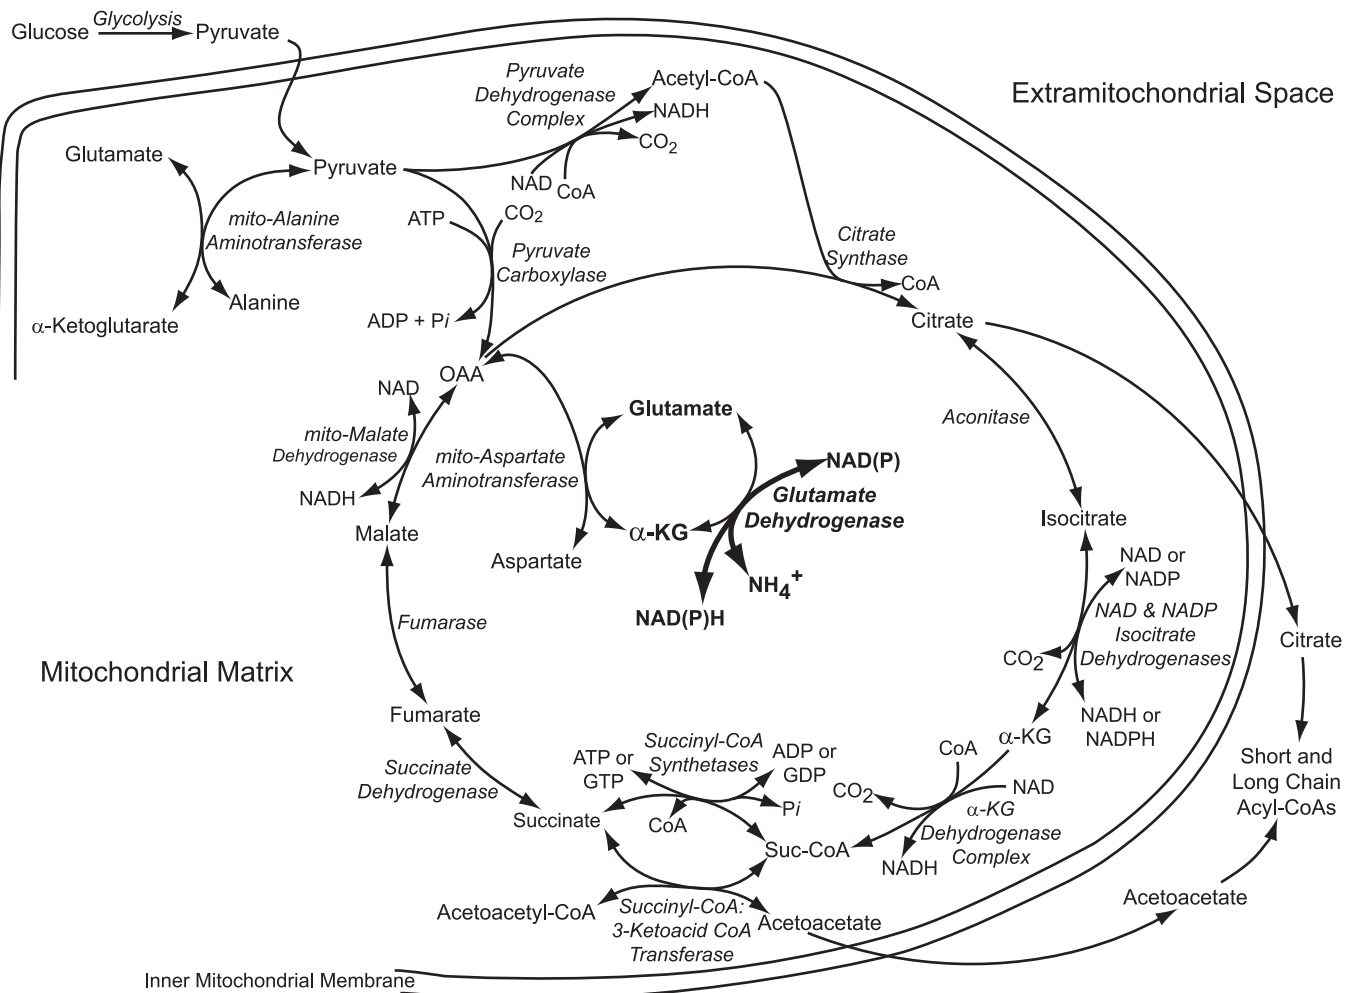 Glycolysis
Glucose
Pyruvate
Extramitochondrial Space
Pyruvate
Dehydrogenase
Complex
Acetyl-CoA
NADH
CO2
NAD
CoA
Glutamate
Pyruvate
mito-Alanine
Aminotransferase
Alanine
α-Ketoglutarate
ATP
CO2
Pyruvate
Carboxylase
ADP + Pi
Citrate
Synthase
CoA
Citrate
OAA
NAD
mito-Malate
Dehydrogenase
NADH
Malate
mito-Aspartate
Aminotransferase
Aspartate
Glutamate
α-KG
NAD(P)
Glutamate
Dehydrogenase
NH4+
NAD(P)H
Aconitase
Isocitrate
NAD or
NADP
NAD & NADP
Isocitrate
Dehydrogenases
CO2
NADH or
NADPH
α-KG
Citrate
Short and
Long Chain
Acyl-CoAs
Acetoacetate
Mitochondrial Matrix
Fumarase
Fumarate
Succinate
Dehydrogenase
Succinate
ATP or
GTP
Succinyl-CoA
Synthetases
ADP or
GDP
CoA
Pi
Suc-CoA
CoA
CO2
NAD
α-KG
Dehydrogenase
Complex
NADH
Acetoacetyl-CoA
Succinyl-CoA:
3-Ketoacid CoA
Transferase
Acetoacetate
Inner Mitochondrial Membrane